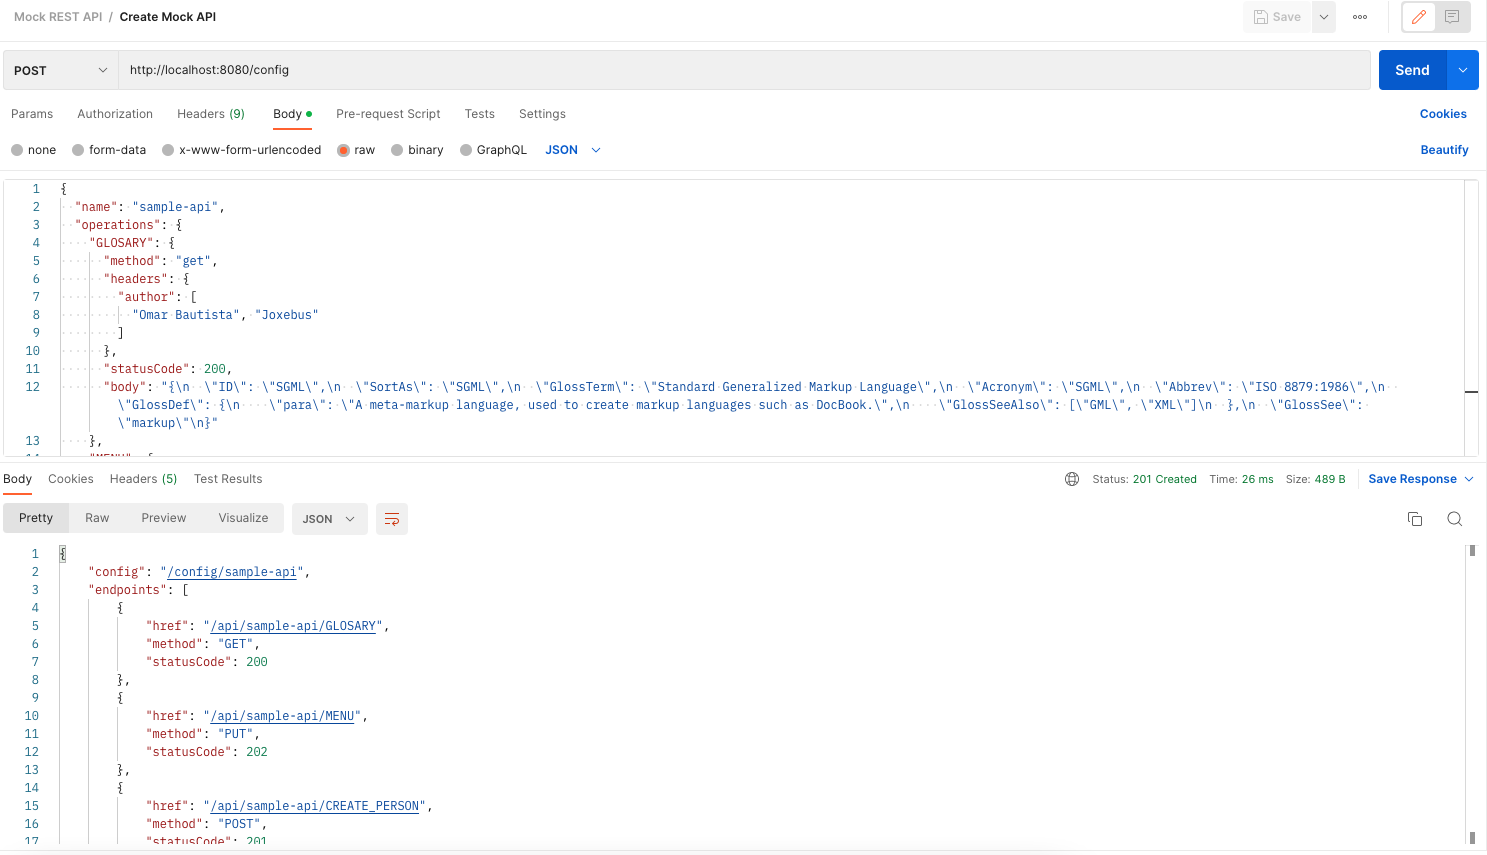 Mock REST API / Create Mock API
Save
POST
http://localhost:8080/config
Send
Params Authorization Headers (9) Body Pre-request Script Tests Settings
Cookies
none form-data x-www-form-urlencoded raw binary GraphQL JSON
Beautify
1 {
2 "name": "sample-api",
3 "operations": {
4 "GLOSARY": {
5 "method": "get",
6 "headers": {
7 "author": [
8 "Omar Bautista", "Joxebus"
9 ]
10 },
11 "statusCode": 200,
12 "body": "{\n  \"ID\": \"SGML\",\n  \"SortAs\": \"SGML\",\n  \"GlossTerm\": \"Standard Generalized Markup Language\",\n  \"Acronym\": \"SGML\",\n  \"Abbrev\": \"ISO 8879:1986\",\n
\"GlossDef\": {\n    \"para\": \"A meta-markup language, used to create markup languages such as DocBook.\",\n    \"GlossSeeAlso\": [\"GML\", \"XML\"]\n  },\n  \"GlossSee\":
\"markup\"\n}"
13 },
14 "MENU": {
Body Cookies Headers (5) Test Results
Status: 201 Created Time: 26 ms Size: 489 B Save Response
Pretty Raw Preview Visualize JSON
1 {
2 "config": "/config/sample-api",
3 "endpoints": [
4 {
5 "href": "/api/sample-api/GLOSARY",
6 "method": "GET",
7 "statusCode": 200
8 },
9 {
10 "href": "/api/sample-api/MENU",
11 "method": "PUT",
12 "statusCode": 202
13 },
14 {
15 "href": "/api/sample-api/CREATE_PERSON",
16 "method": "POST",
17 "statusCode": 201